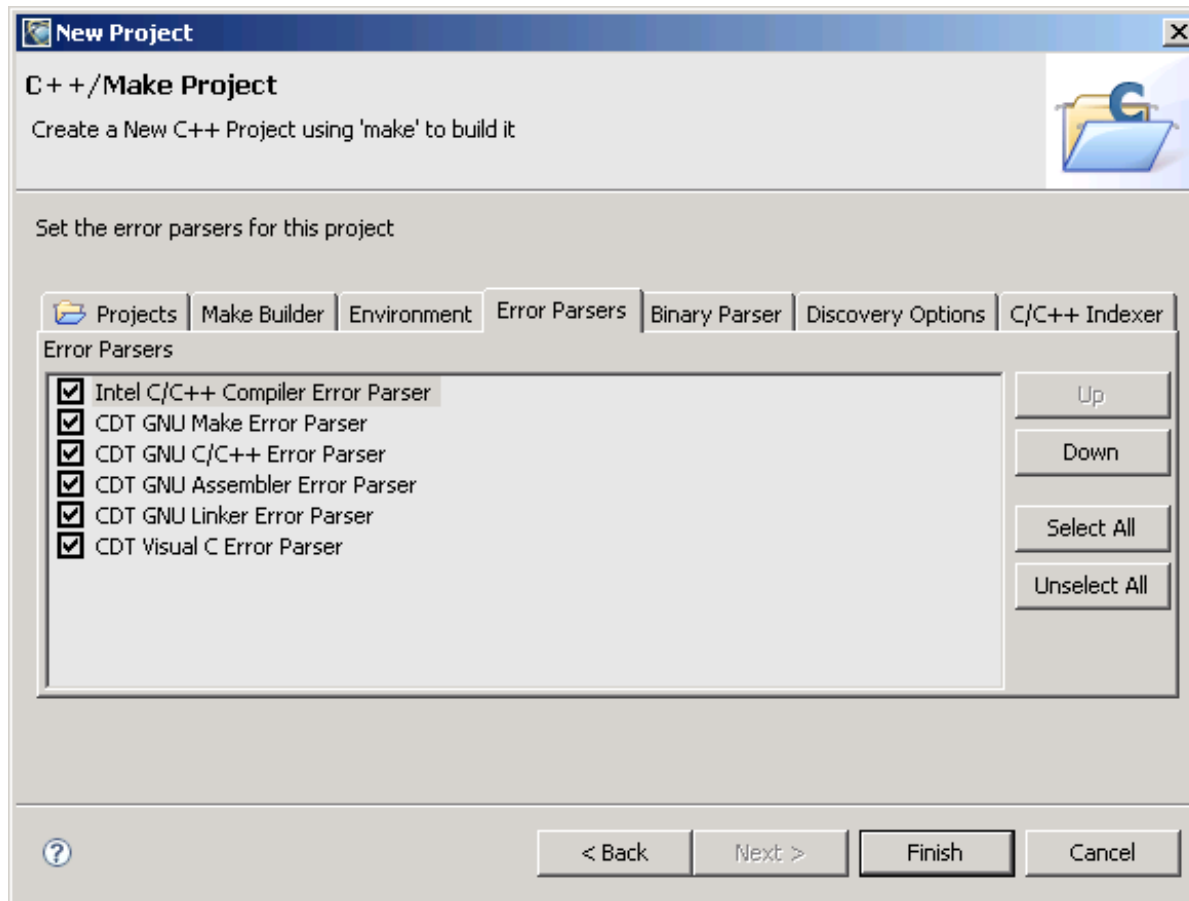 New Project
C++/Make Project
Create a New C++ Project using 'make' to build it
Set the error parsers for this project
Projects Make Builder Environment Error Parsers Binary Parser Discovery Options C/C++ Indexer
Error Parsers
Intel C/C++ Compiler Error Parser
CDT GNU Make Error Parser
CDT GNU C/C++ Error Parser
CDT GNU Assembler Error Parser
CDT GNU Linker Error Parser
CDT Visual C Error Parser
Up
Down
Select All
Unselect All
? < Back Next > Finish Cancel